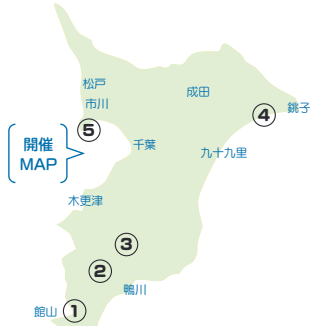 松戸
市川
成田
④
銚子
⑤
開催
MAP
千葉
九十九里
木更津
③
②
鴨川
館山
①